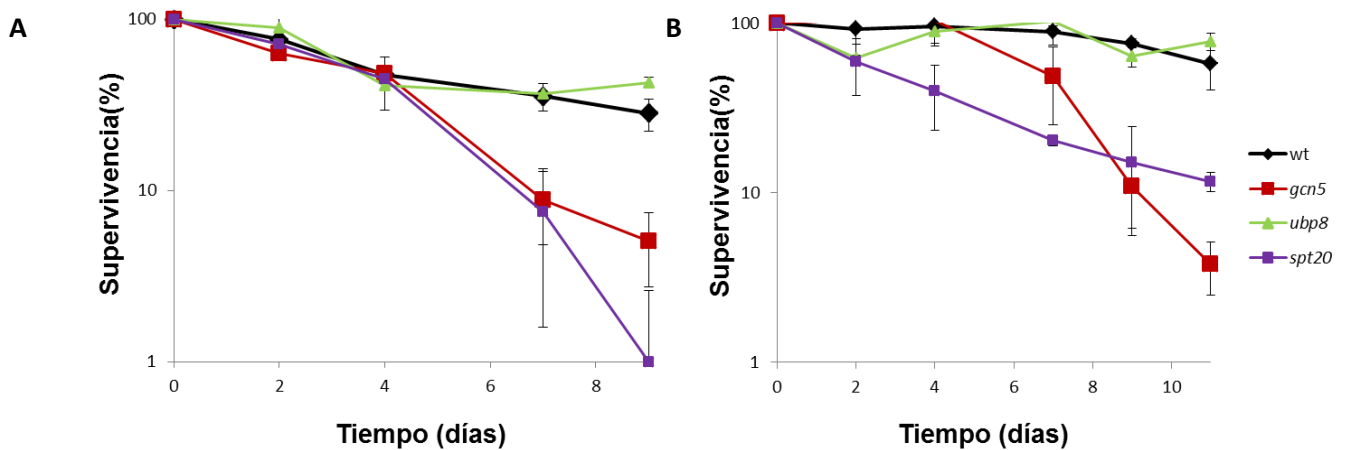 A
Supervivencia(%)
100
10
1
0
2
4
6
8
Tiempo (días)
B
Supervivencia(%)
100
10
1
0
2
4
6
8
10
Tiempo (días)
wt
gcn5
ubp8
spt20